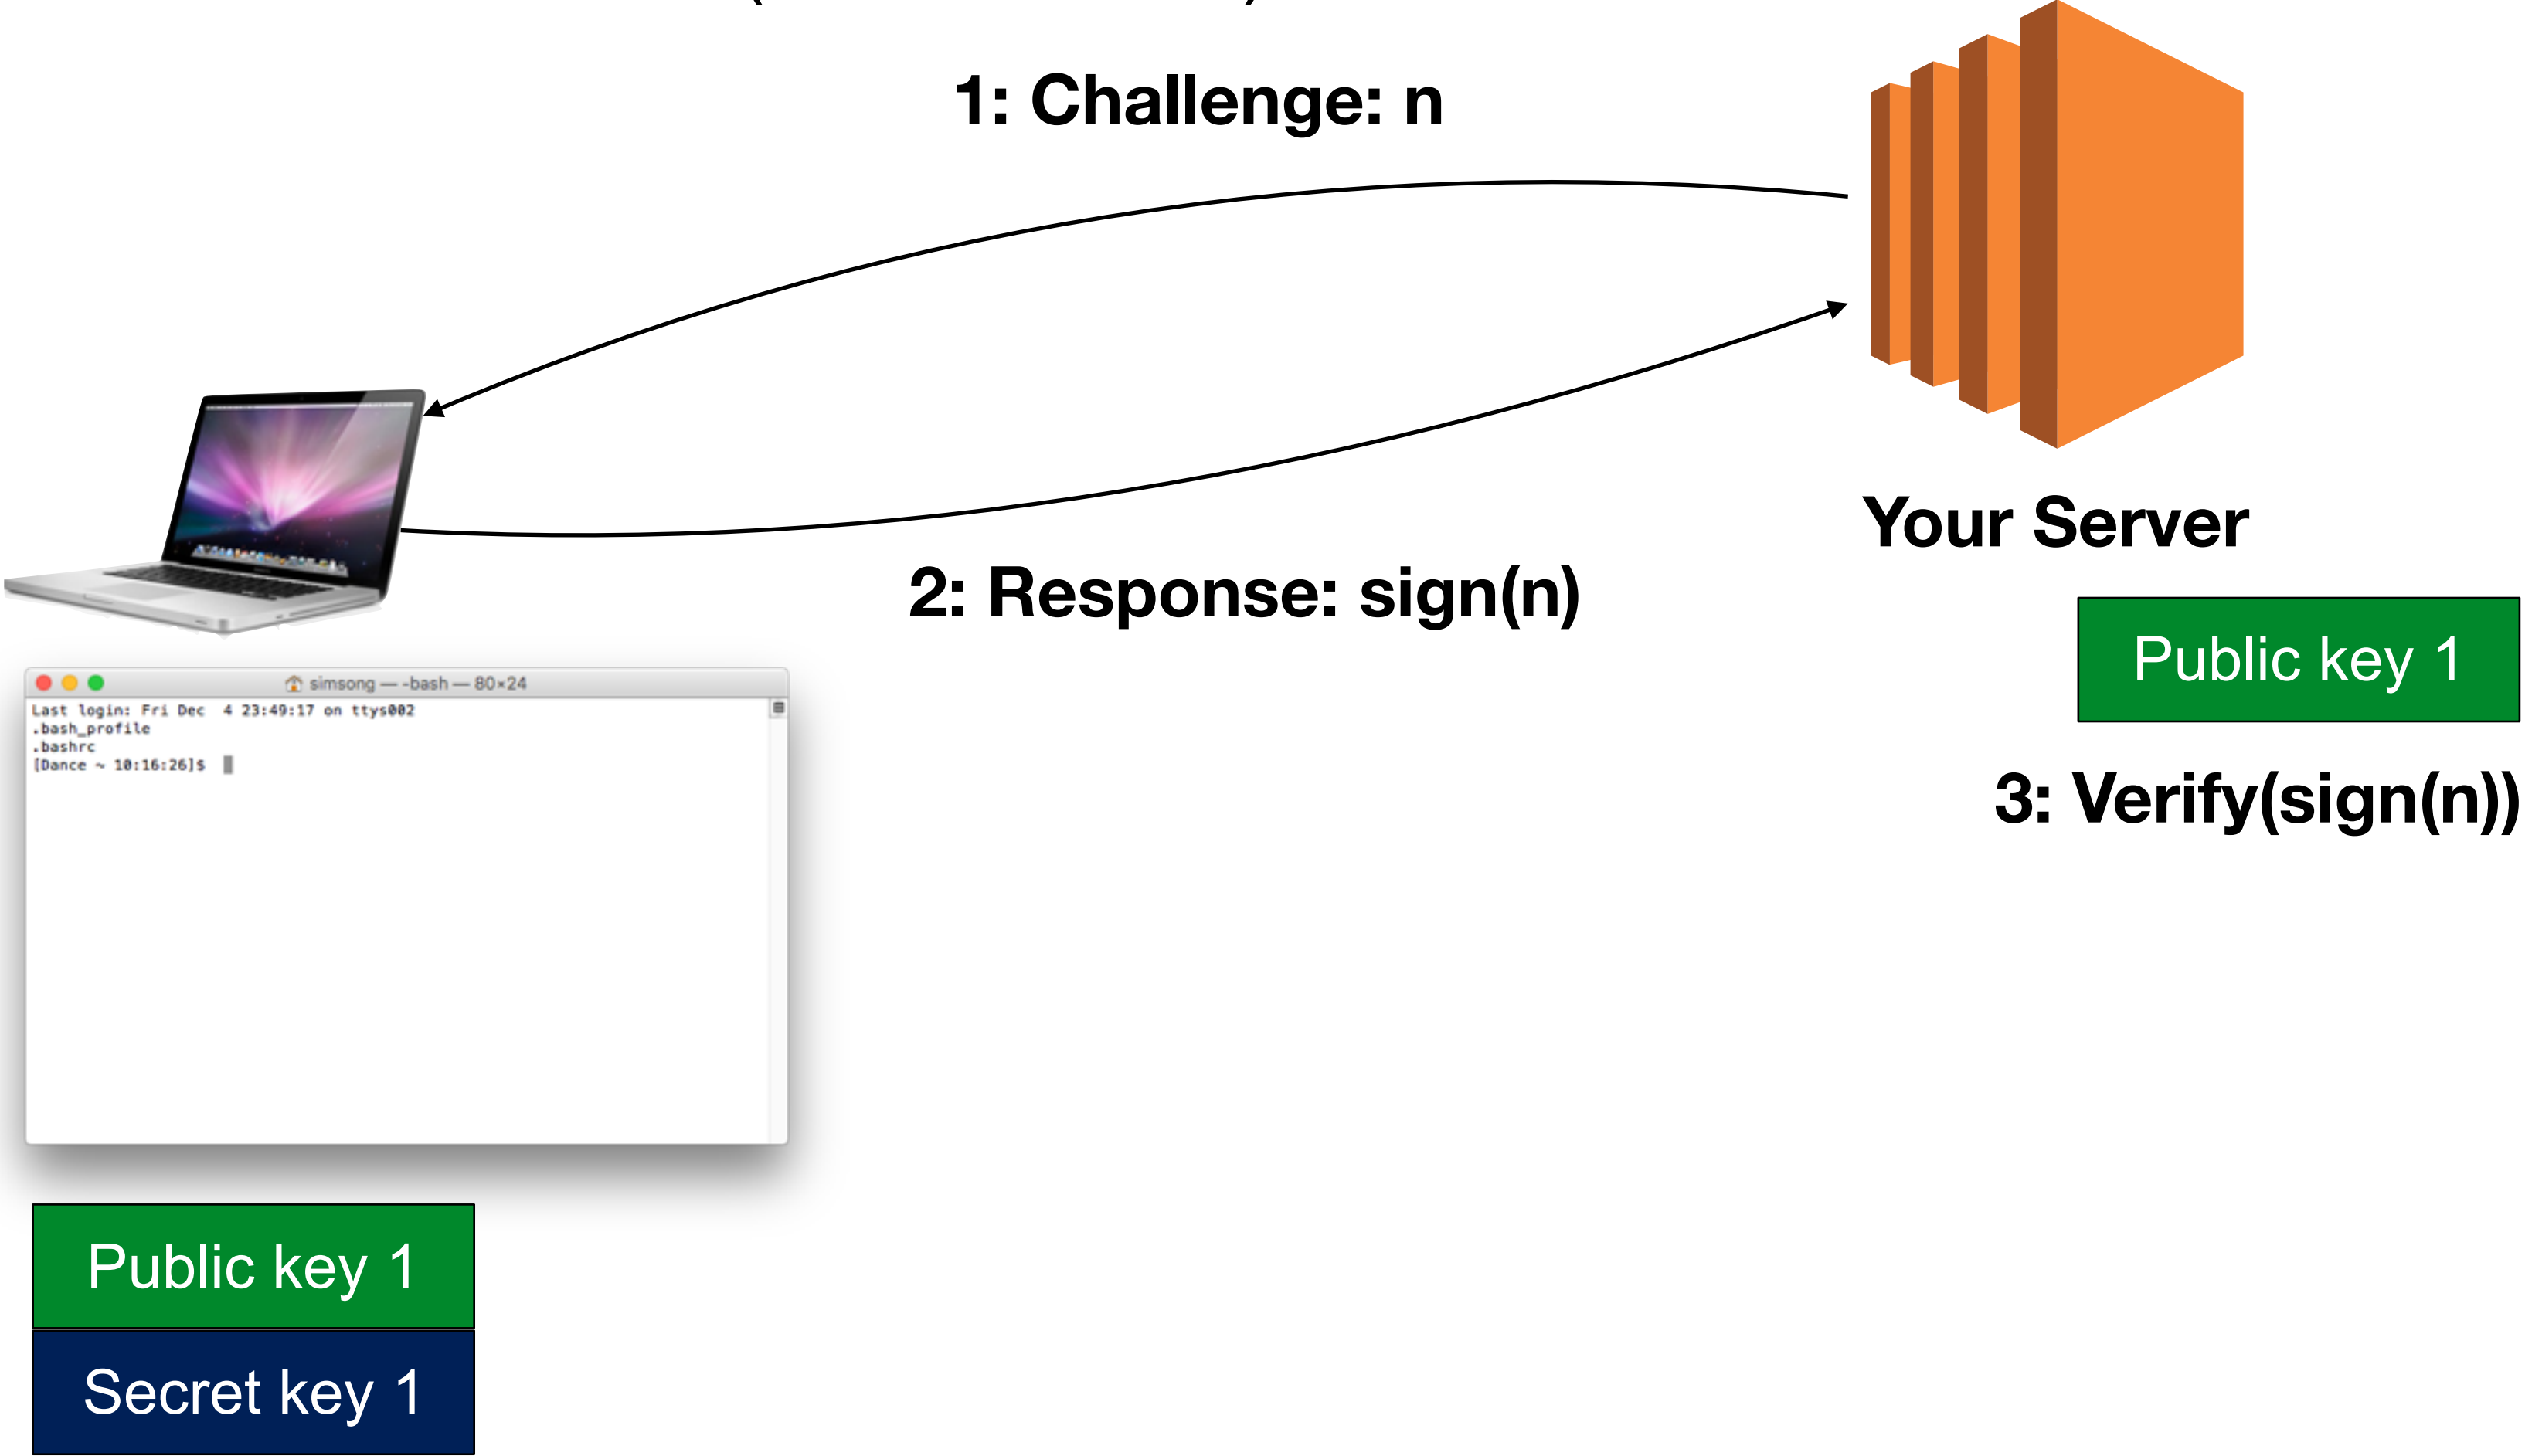 1: Challenge: n
2: Response: sign(n)
Your Server
Public key 1
3: Verify(sign(n))
simsong — -bash — 80×24
Last login: Fri Dec  4 23:49:17 on ttys002
.bash_profile
.bashrc
[Dance ~ 10:16:26]$
Public key 1
Secret key 1